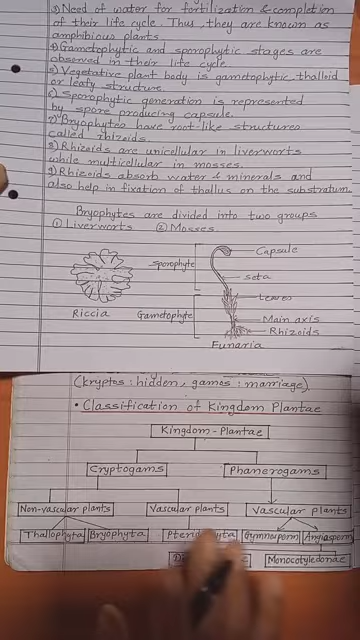 3) Need of water for fertilization & completion
of their life cycle. Thus, they are known as
amphibious plants.
4) Gametophytic and sporophytic stages are
observed in their life cycle
5) Vegetative plant body is gametophytic, thalloid
or leafy structure.
6) Sporophytic generation is represented
by spore producing capsule.
7) Bryophytes have root-like structures
called rhizoids.
8) Rhizoids are unicellular in liverworts
while multicellular in mosses.
9) Rhizoids absorb water & minerals and
also help in fixation of thallus on the substratum.
Bryophytes are divided into two groups
① Liverworts ② Mosses.
Capsule
Sporophyte
seta
Leaves
Riccia
Gametophyte
Main axis
Rhizoids
Funaria
(kryptos: hidden, games: marriage)
• Classification of Kingdom Plantae
Kingdom-Plantae
Cryptogams
Phanerogams
Non-vascular plants
Vascular plants
Vascular plants
Thallophyta
Bryophyta
Pteridophyta
Gymnosperm
Angiosperm
Monocotyledonae